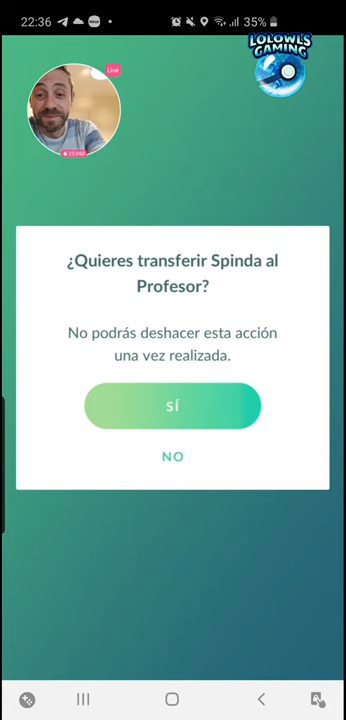 22:36
35%
LOLOWLS
GAMING
Live
¿Quieres transferir Spinda al
Profesor?
No podrás deshacer esta acción
una vez realizada.
SÍ
NO